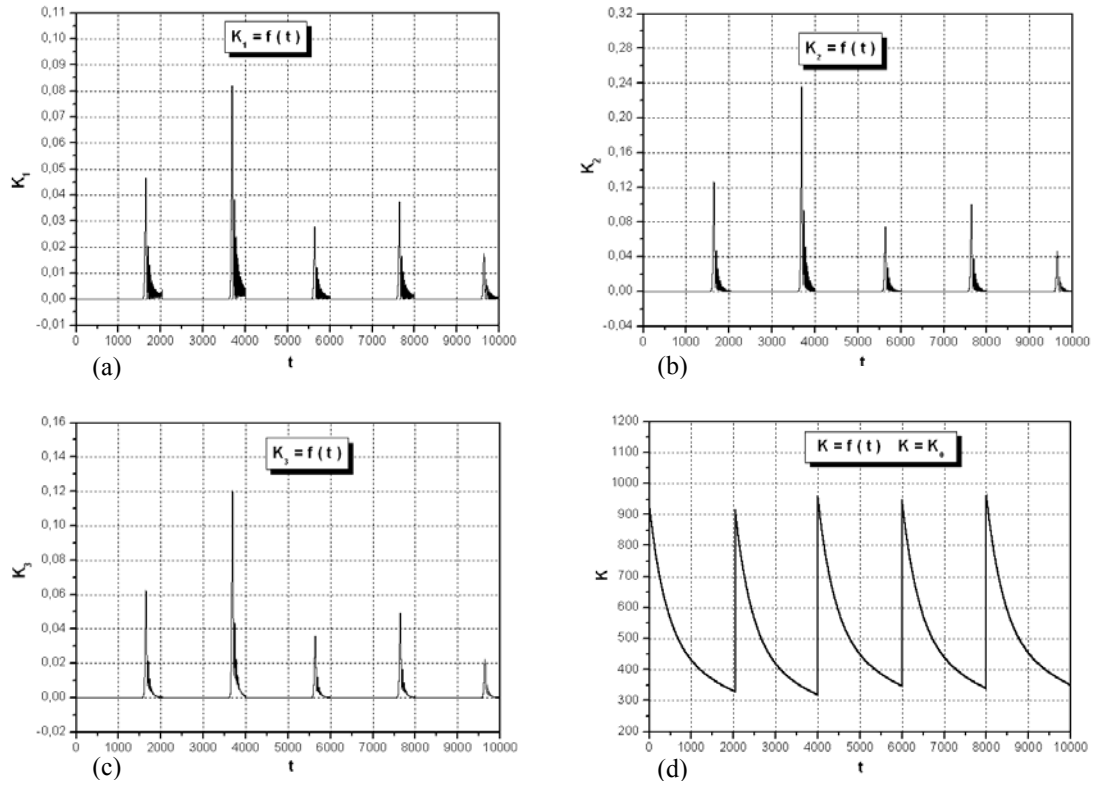 0,11
0,10
0,09
0,08
0,07
0,06
0,05
0,04
0,03
0,02
0,01
0,00
-0,01
K₁
K₁ = f ( t )
0 1000 2000 3000 4000 5000 6000 7000 8000 9000 10000
t
(a)
0,32
0,28
0,24
0,20
0,16
0,12
0,08
0,04
0,00
-0,04
K₂
K₂ = f ( t )
0 1000 2000 3000 4000 5000 6000 7000 8000 9000 10000
t
(b)
0,16
0,14
0,12
0,10
0,08
0,06
0,04
0,02
0,00
-0,02
K₃
K₃ = f ( t )
0 1000 2000 3000 4000 5000 6000 7000 8000 9000 10000
t
(c)
1200
1100
1000
900
800
700
600
500
400
300
200
K
K = f ( t ) K = K₀
0 1000 2000 3000 4000 5000 6000 7000 8000 9000 10000
t
(d)